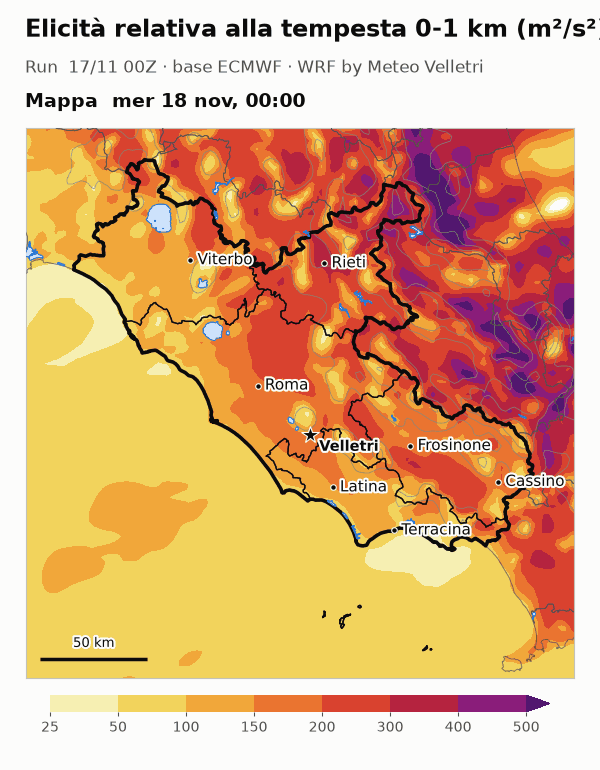 Elicità relativa alla tempesta 0-1 km (m²/s²)
Run  17/11 00Z · base ECMWF · WRF by Meteo Velletri
Mappa  mer 18 nov, 00:00
Viterbo
Rieti
Roma
Velletri
Frosinone
Cassino
Latina
Terracina
50 km
25 50 100 150 200 300 400 500